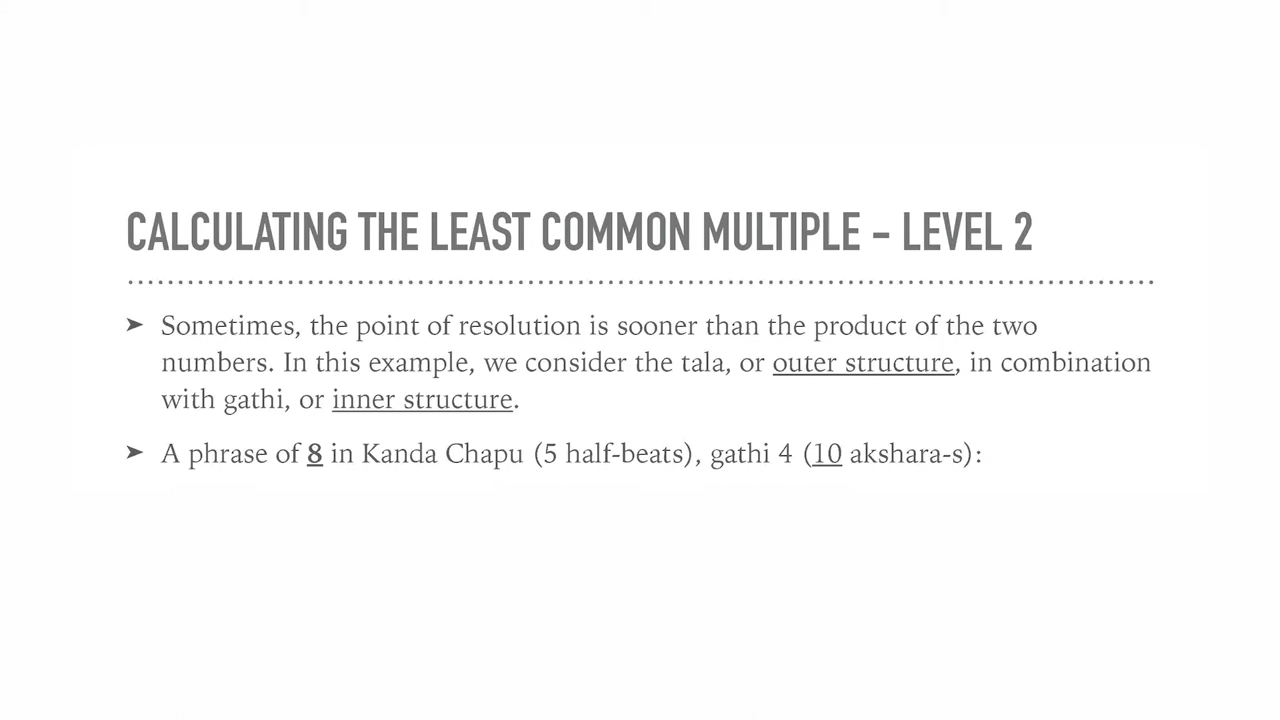 CALCULATING THE LEAST COMMON MULTIPLE - LEVEL 2
➤ Sometimes, the point of resolution is sooner than the product of the two
numbers. In this example, we consider the tala, or outer structure, in combination
with gathi, or inner structure.
➤ A phrase of 8 in Kanda Chapu (5 half-beats), gathi 4 (10 akshara-s):